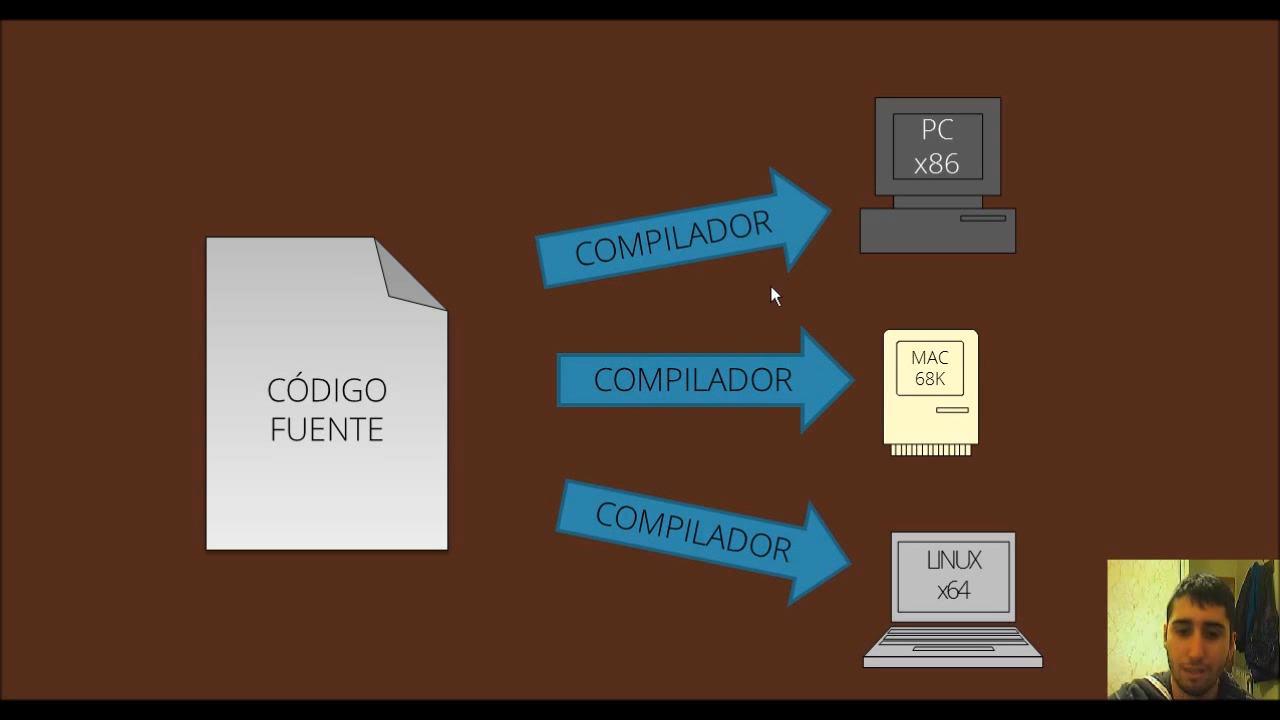 CÓDIGO
FUENTE
COMPILADOR
PC
x86
COMPILADOR
MAC
68K
COMPILADOR
LINUX
x64